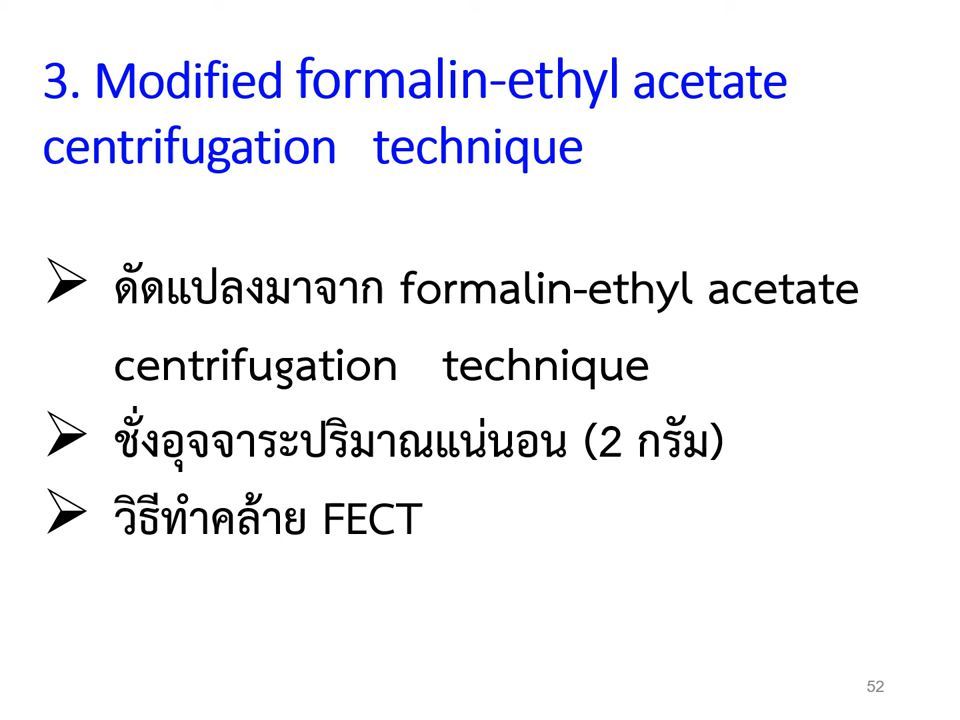 3. Modified formalin-ethyl acetate
centrifugation technique
➢ ดัดแปลงมาจาก formalin-ethyl acetate
centrifugation technique
➢ ชั่งอุจจาระปริมาณแน่นอน (2 กรัม)
➢ วิธีทำคล้าย FECT
52